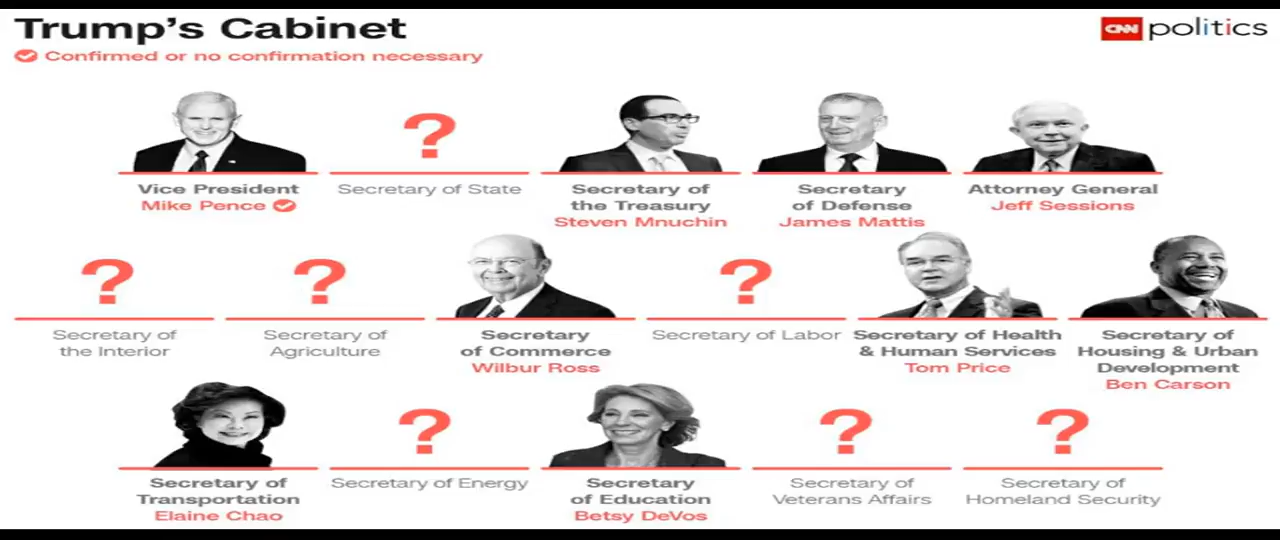 Trump's Cabinet
CNN politics
Confirmed or no confirmation necessary
?
Vice President
Mike Pence
Secretary of State
Secretary of
the Treasury
Steven Mnuchin
Secretary
of Defense
James Mattis
Attorney General
Jeff Sessions
?
?
?
Secretary of
the Interior
Secretary of
Agriculture
Secretary
of Commerce
Wilbur Ross
Secretary of Labor
Secretary of Health
& Human Services
Tom Price
Secretary of
Housing & Urban
Development
Ben Carson
?
?
?
Secretary of
Transportation
Elaine Chao
Secretary of Energy
Secretary
of Education
Betsy DeVos
Secretary of
Veterans Affairs
Secretary of
Homeland Security